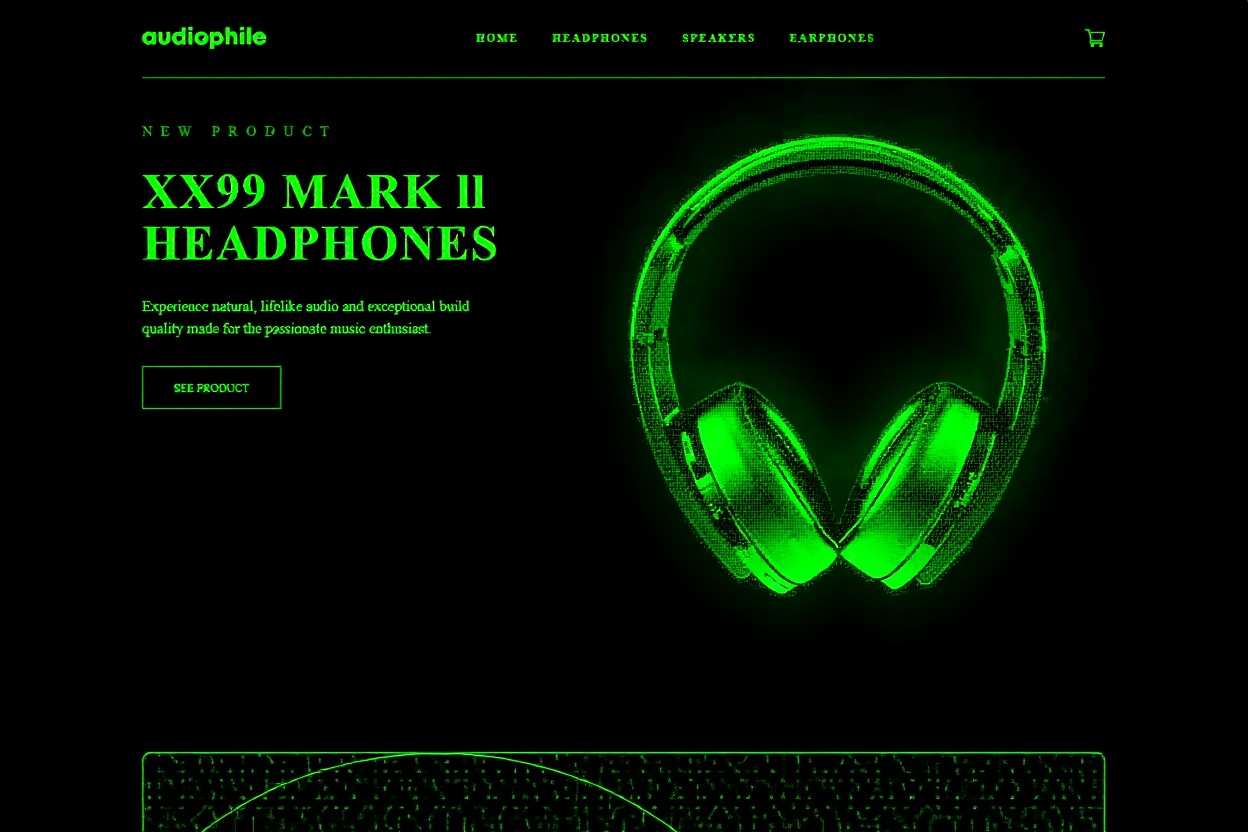 audiophile
HOME HEADPHONES SPEAKERS EARPHONES
NEW PRODUCT
XX99 MARK ll
HEADPHONES
Experience natural, lifelike audio and exceptional build
quality made for the passionate music enthusiast.
SEE PRODUCT